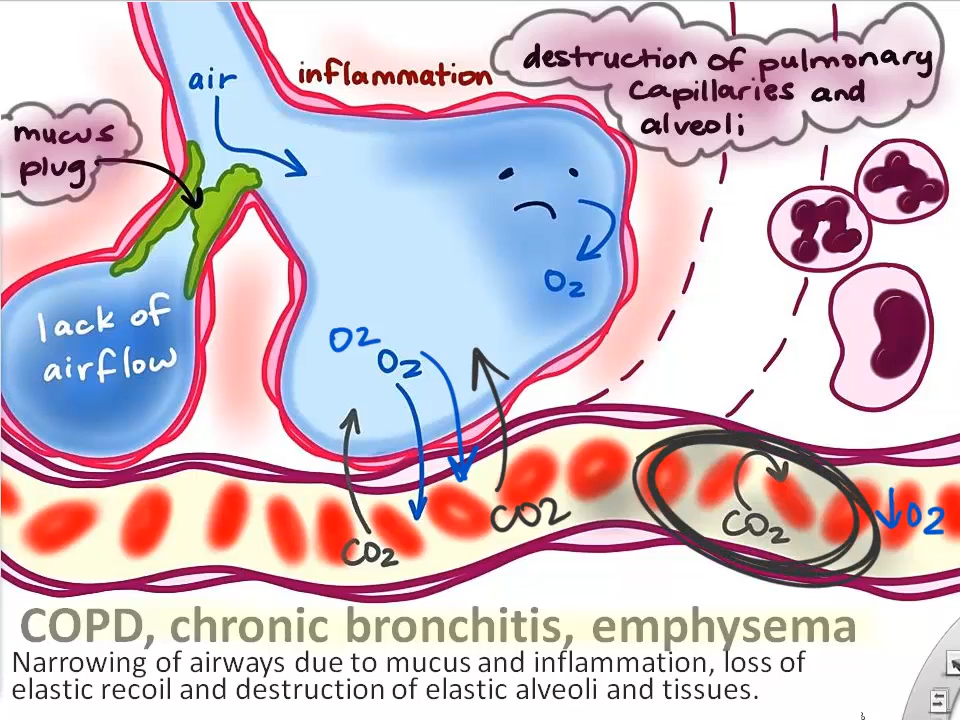 air
inflammation
destruction of pulmonary
capillaries and
alveoli
mucus
plug
lack of
airflow
O2
O2
O2
CO2
CO2
CO2
↓O2
COPD, chronic bronchitis, emphysema
Narrowing of airways due to mucus and inflammation, loss of
elastic recoil and destruction of elastic alveoli and tissues.